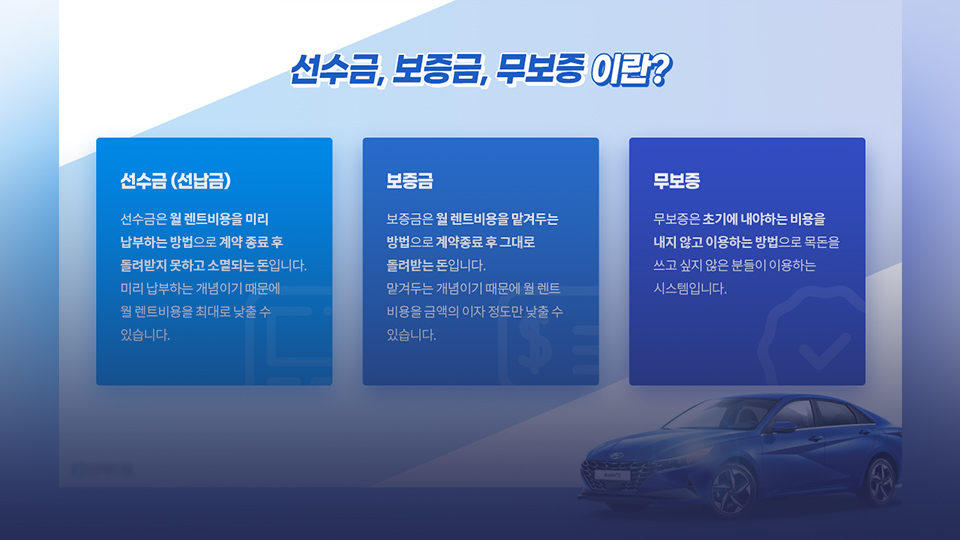 선수금, 보증금, 무보증 이란?
선수금 (선납금)
선수금은 월 렌트비용을 미리
납부하는 방법으로 계약 종료 후
돌려받지 못하고 소멸되는 돈입니다.
미리 납부하는 개념이기 때문에
월 렌트비용을 최대로 낮출 수
있습니다.
보증금
보증금은 월 렌트비용을 맡겨두는
방법으로 계약종료 후 그대로
돌려받는 돈입니다.
맡겨두는 개념이기 때문에 월 렌트
비용을 금액의 이자 정도만 낮출 수
있습니다.
무보증
무보증은 초기에 내야하는 비용을
내지 않고 이용하는 방법으로 목돈을
쓰고 싶지 않은 분들이 이용하는
시스템입니다.